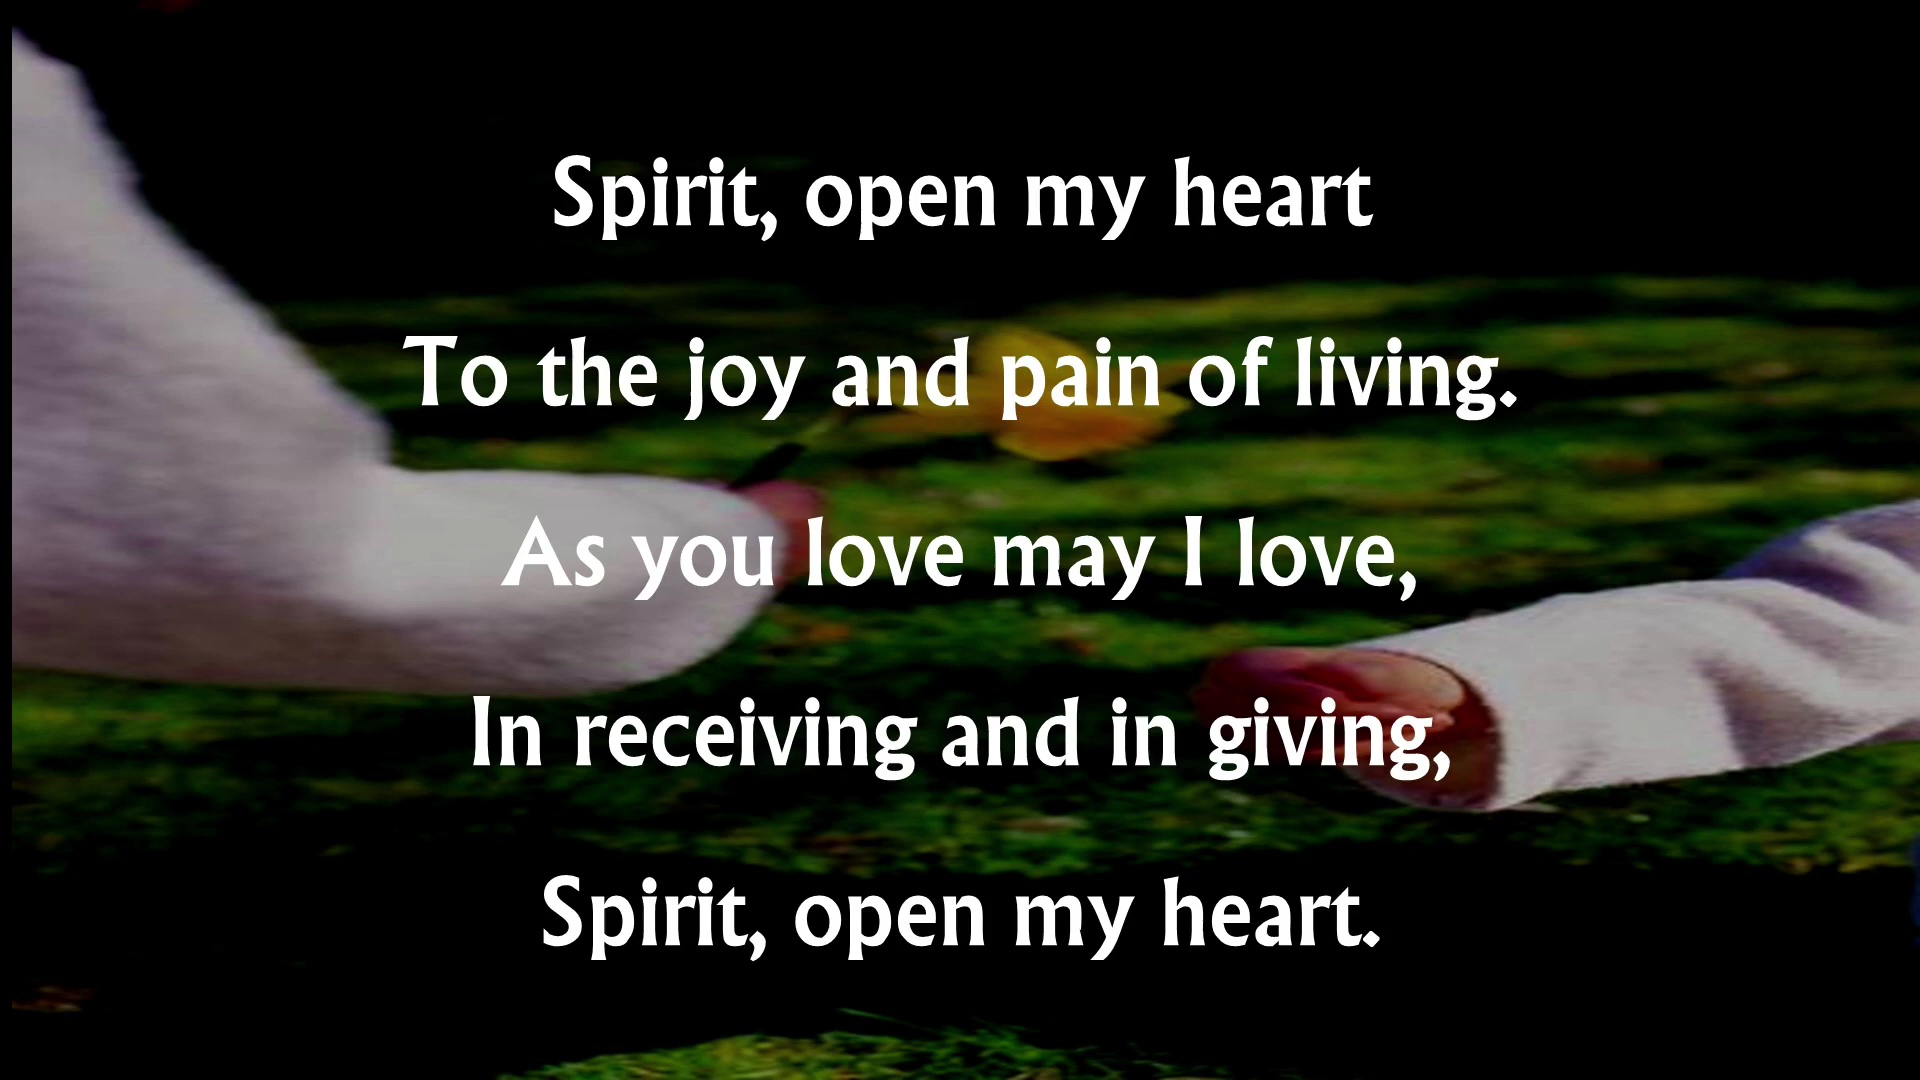 Spirit, open my heart
To the joy and pain of living.
As you love may I love,
In receiving and in giving,
Spirit, open my heart.